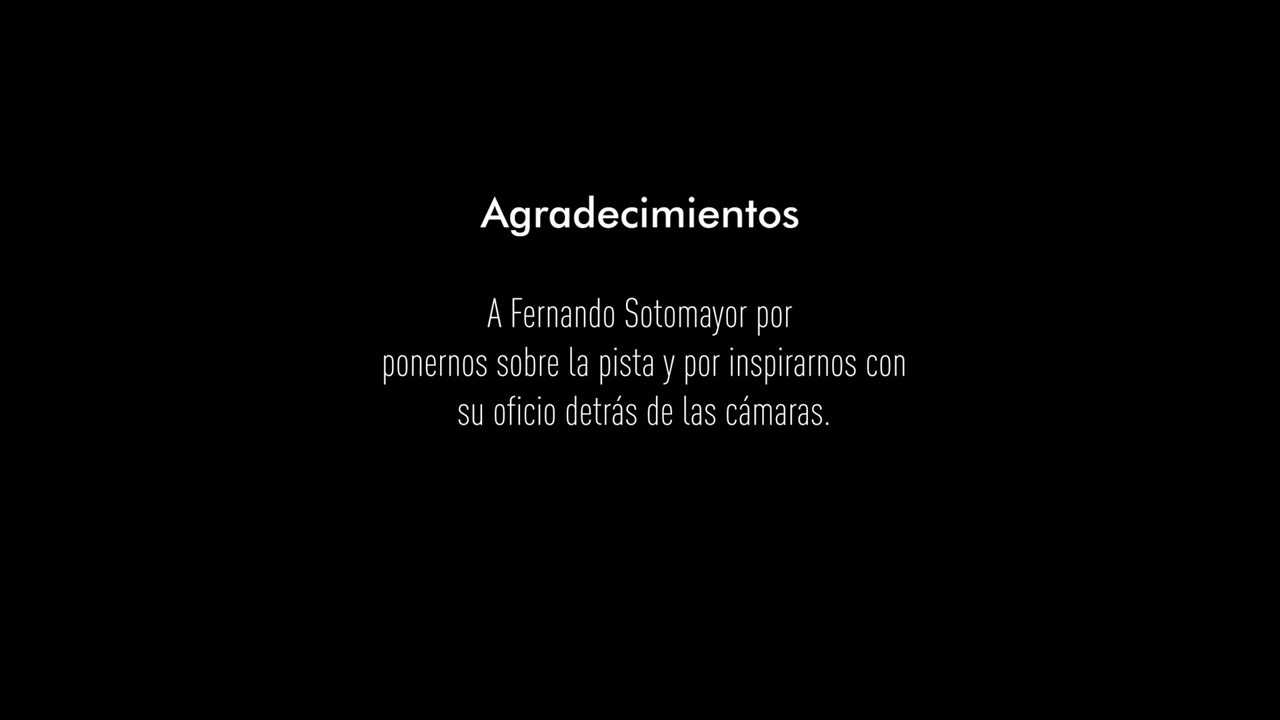 Agradecimientos
A Fernando Sotomayor por
ponernos sobre la pista y por inspirarnos con
su oficio detrás de las cámaras.